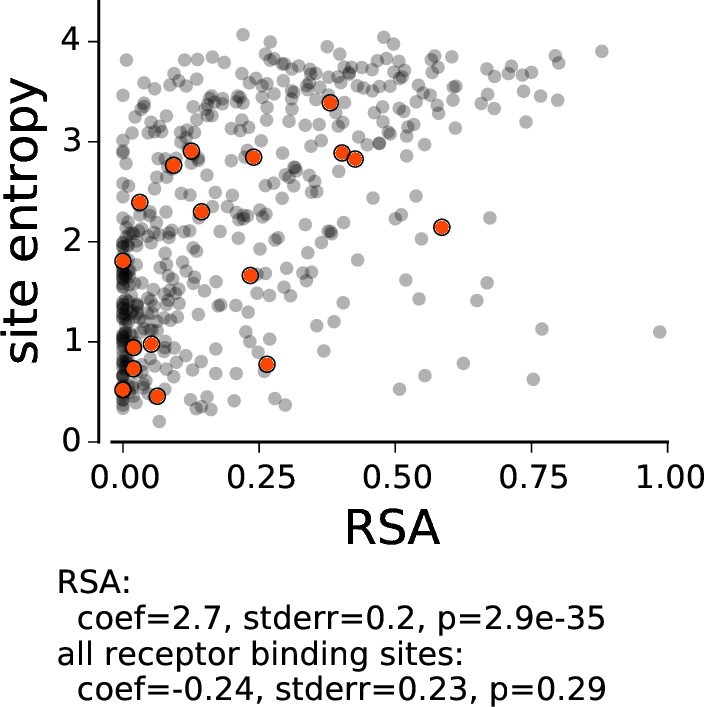 site entropy
4
3
2
1
0
0.00 0.25 0.50 0.75 1.00
RSA
RSA:
coef=2.7, stderr=0.2, p=2.9e-35
all receptor binding sites:
coef=-0.24, stderr=0.23, p=0.29